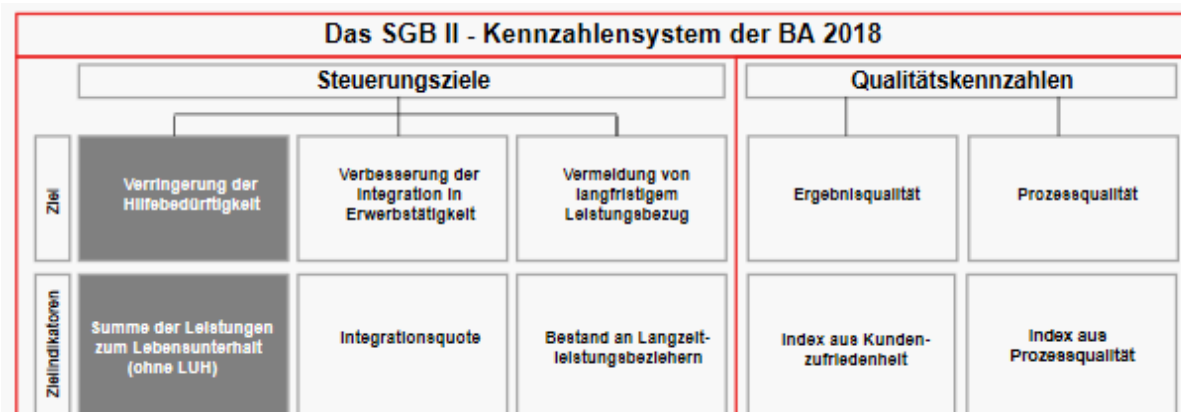 Das SGB II - Kennzahlensystem der BA 2018
Steuerungsziele
Qualitätskennzahlen
Ziel
Verringerung der
Hilfebedürftigkeit
Verbesserung der
Integration in
Erwerbstätigkeit
Vermeidung von
langfristigem
Leistungsbezug
Ergebnisqualität
Prozessqualität
Zielindikatoren
Summe der Leistungen
zum Lebensunterhalt
(ohne LUH)
Integrationsquote
Bestand an Langzeit-
leistungsbeziehern
Index aus Kunden-
zufriedenheit
Index aus
Prozessqualität